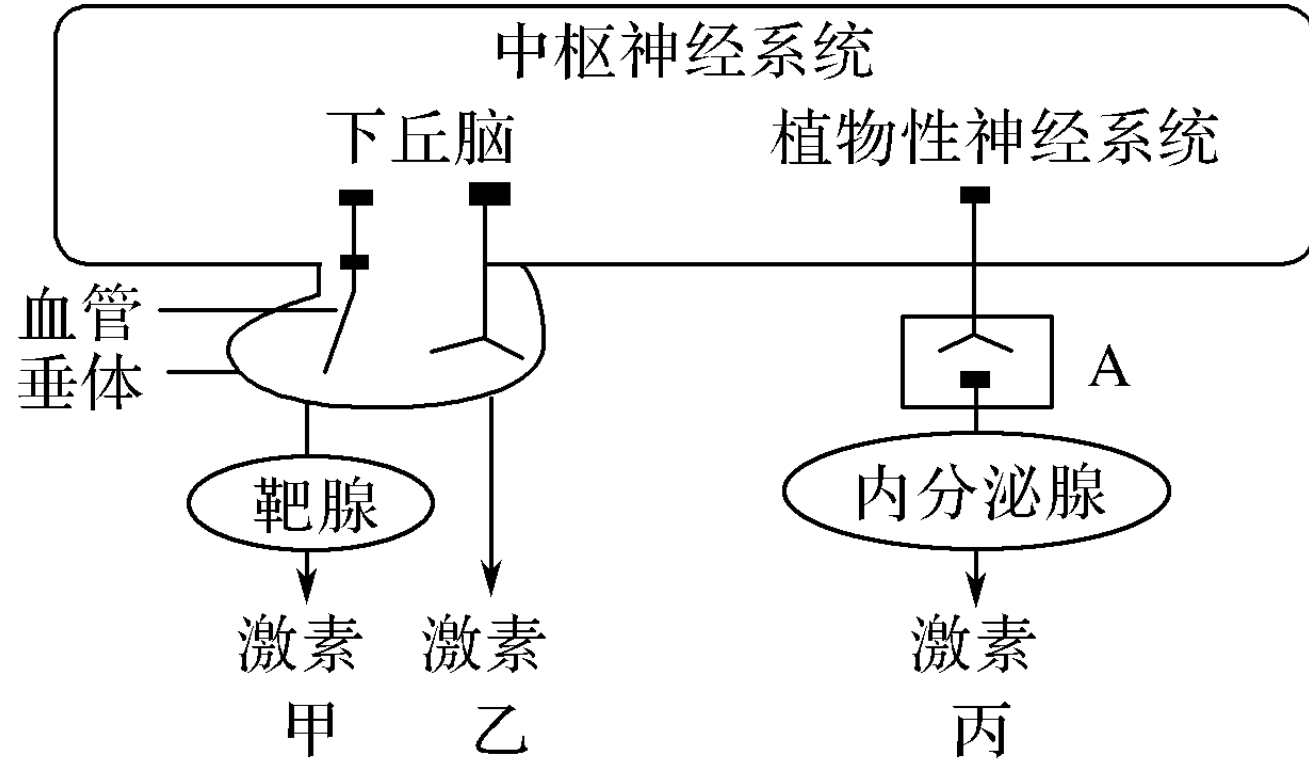 中枢神经系统
下丘脑 植物性神经系统
血管
垂体
A
靶腺 内分泌腺
激素 激素 激素
甲 乙 丙